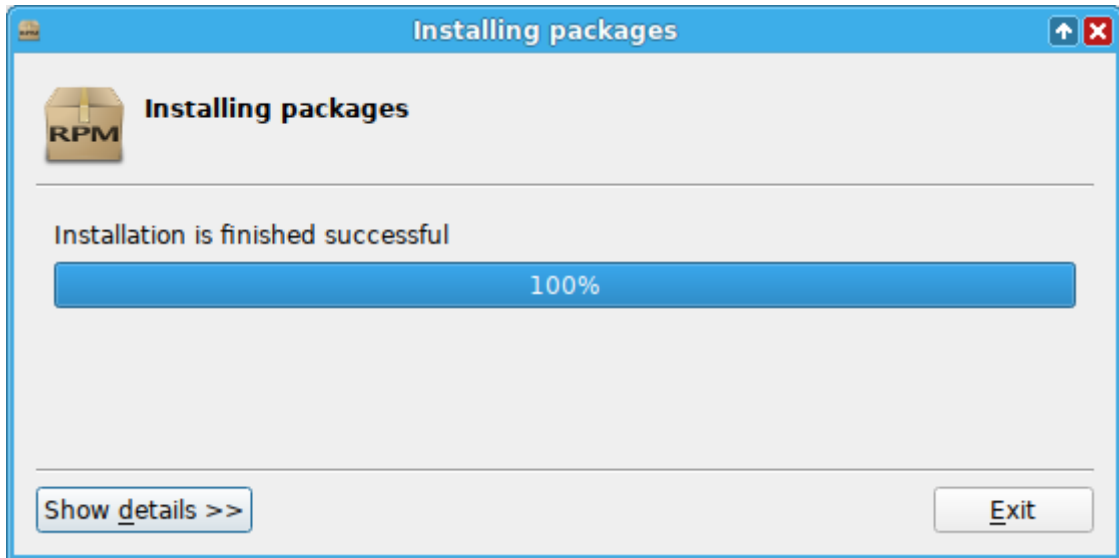 Installing packages
RPM
Installing packages
Installation is finished successful
100%
Show details >>
Exit